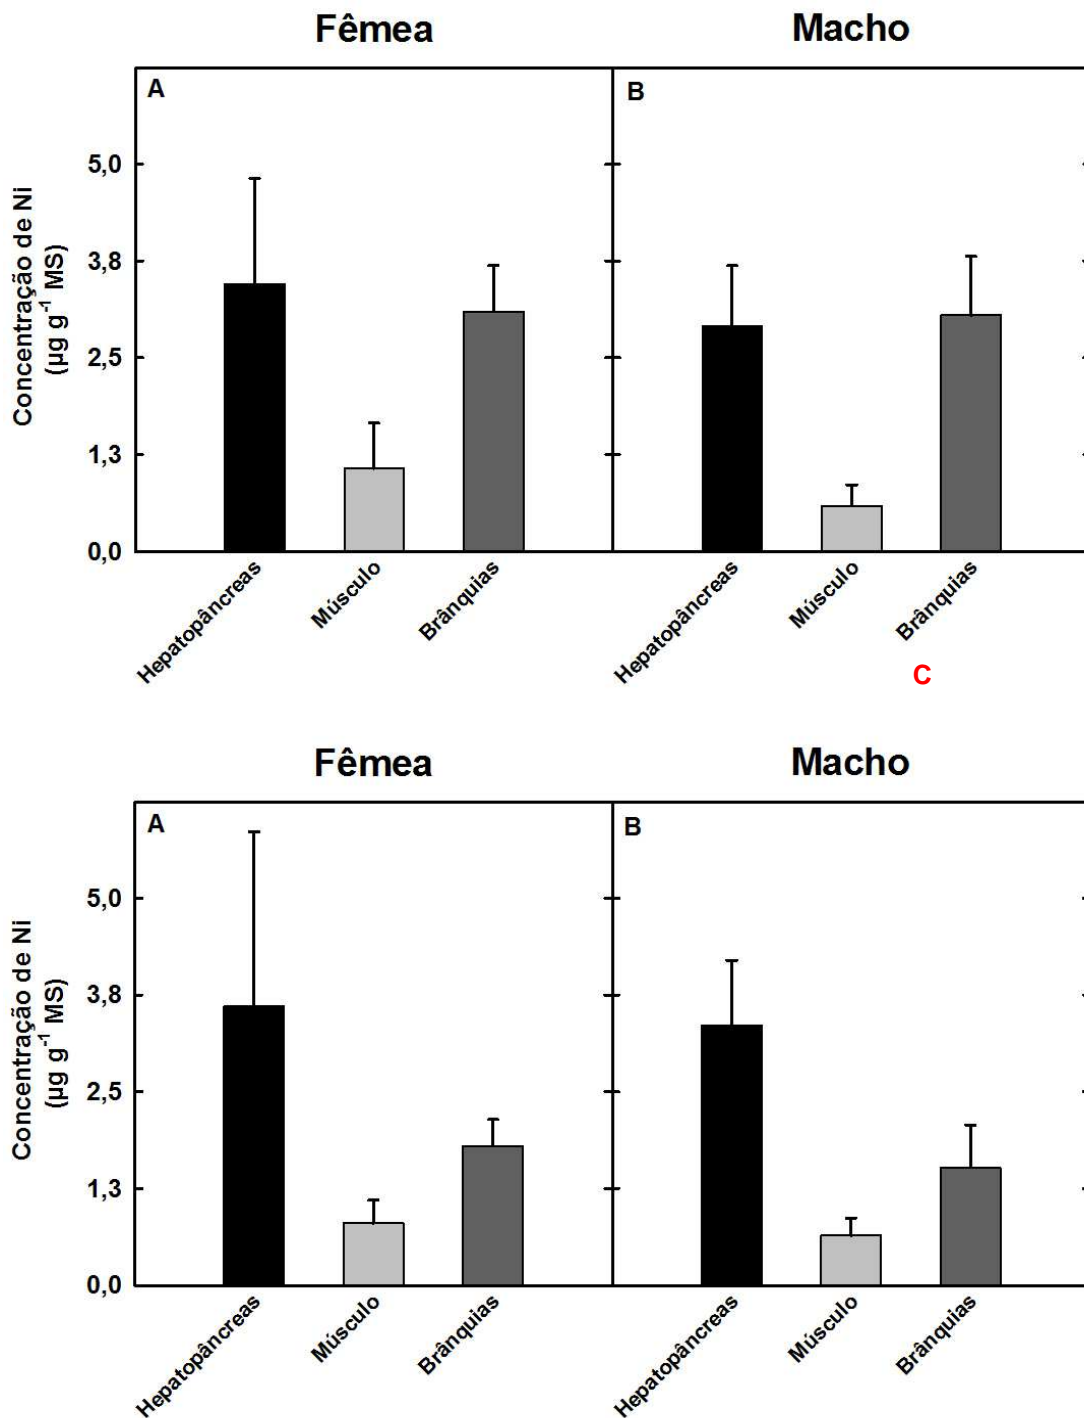 Fêmea Macho
A B
5,0
3,8
2,5
1,3
0,0
Concentração de Ni
(µg g⁻¹ MS)
Hepatopâncreas Músculo Brânquias Hepatopâncreas Músculo Brânquias
C
Fêmea Macho
A B
5,0
3,8
2,5
1,3
0,0
Concentração de Ni
(µg g⁻¹ MS)
Hepatopâncreas Músculo Brânquias Hepatopâncreas Músculo Brânquias